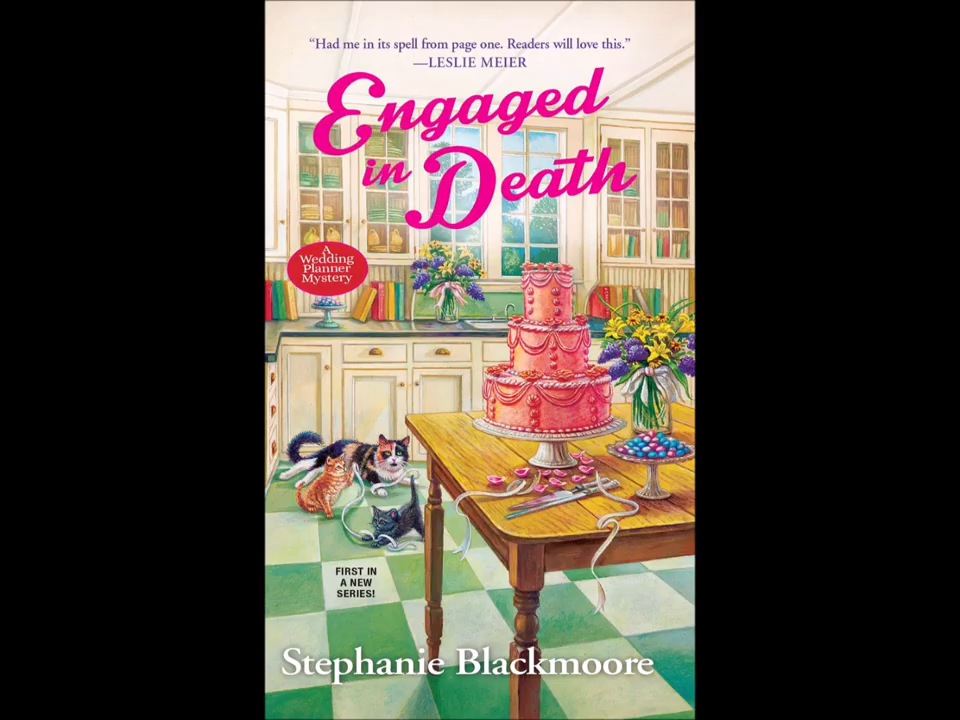 “Had me in its spell from page one. Readers will love this.”
—LESLIE MEIER
Engaged
in Death
A
Wedding
Planner
Mystery
FIRST IN
A NEW
SERIES!
Stephanie Blackmoore